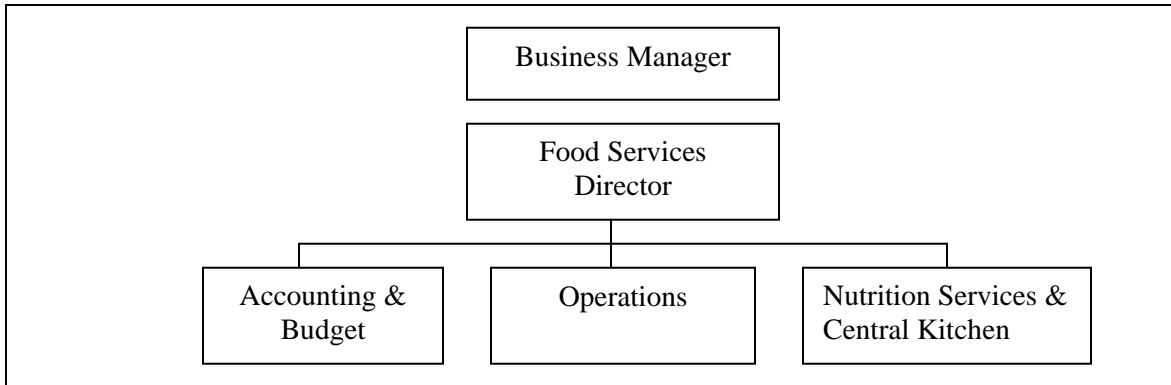 Business Manager
Food Services
Director
Accounting &
Budget
Operations
Nutrition Services &
Central Kitchen